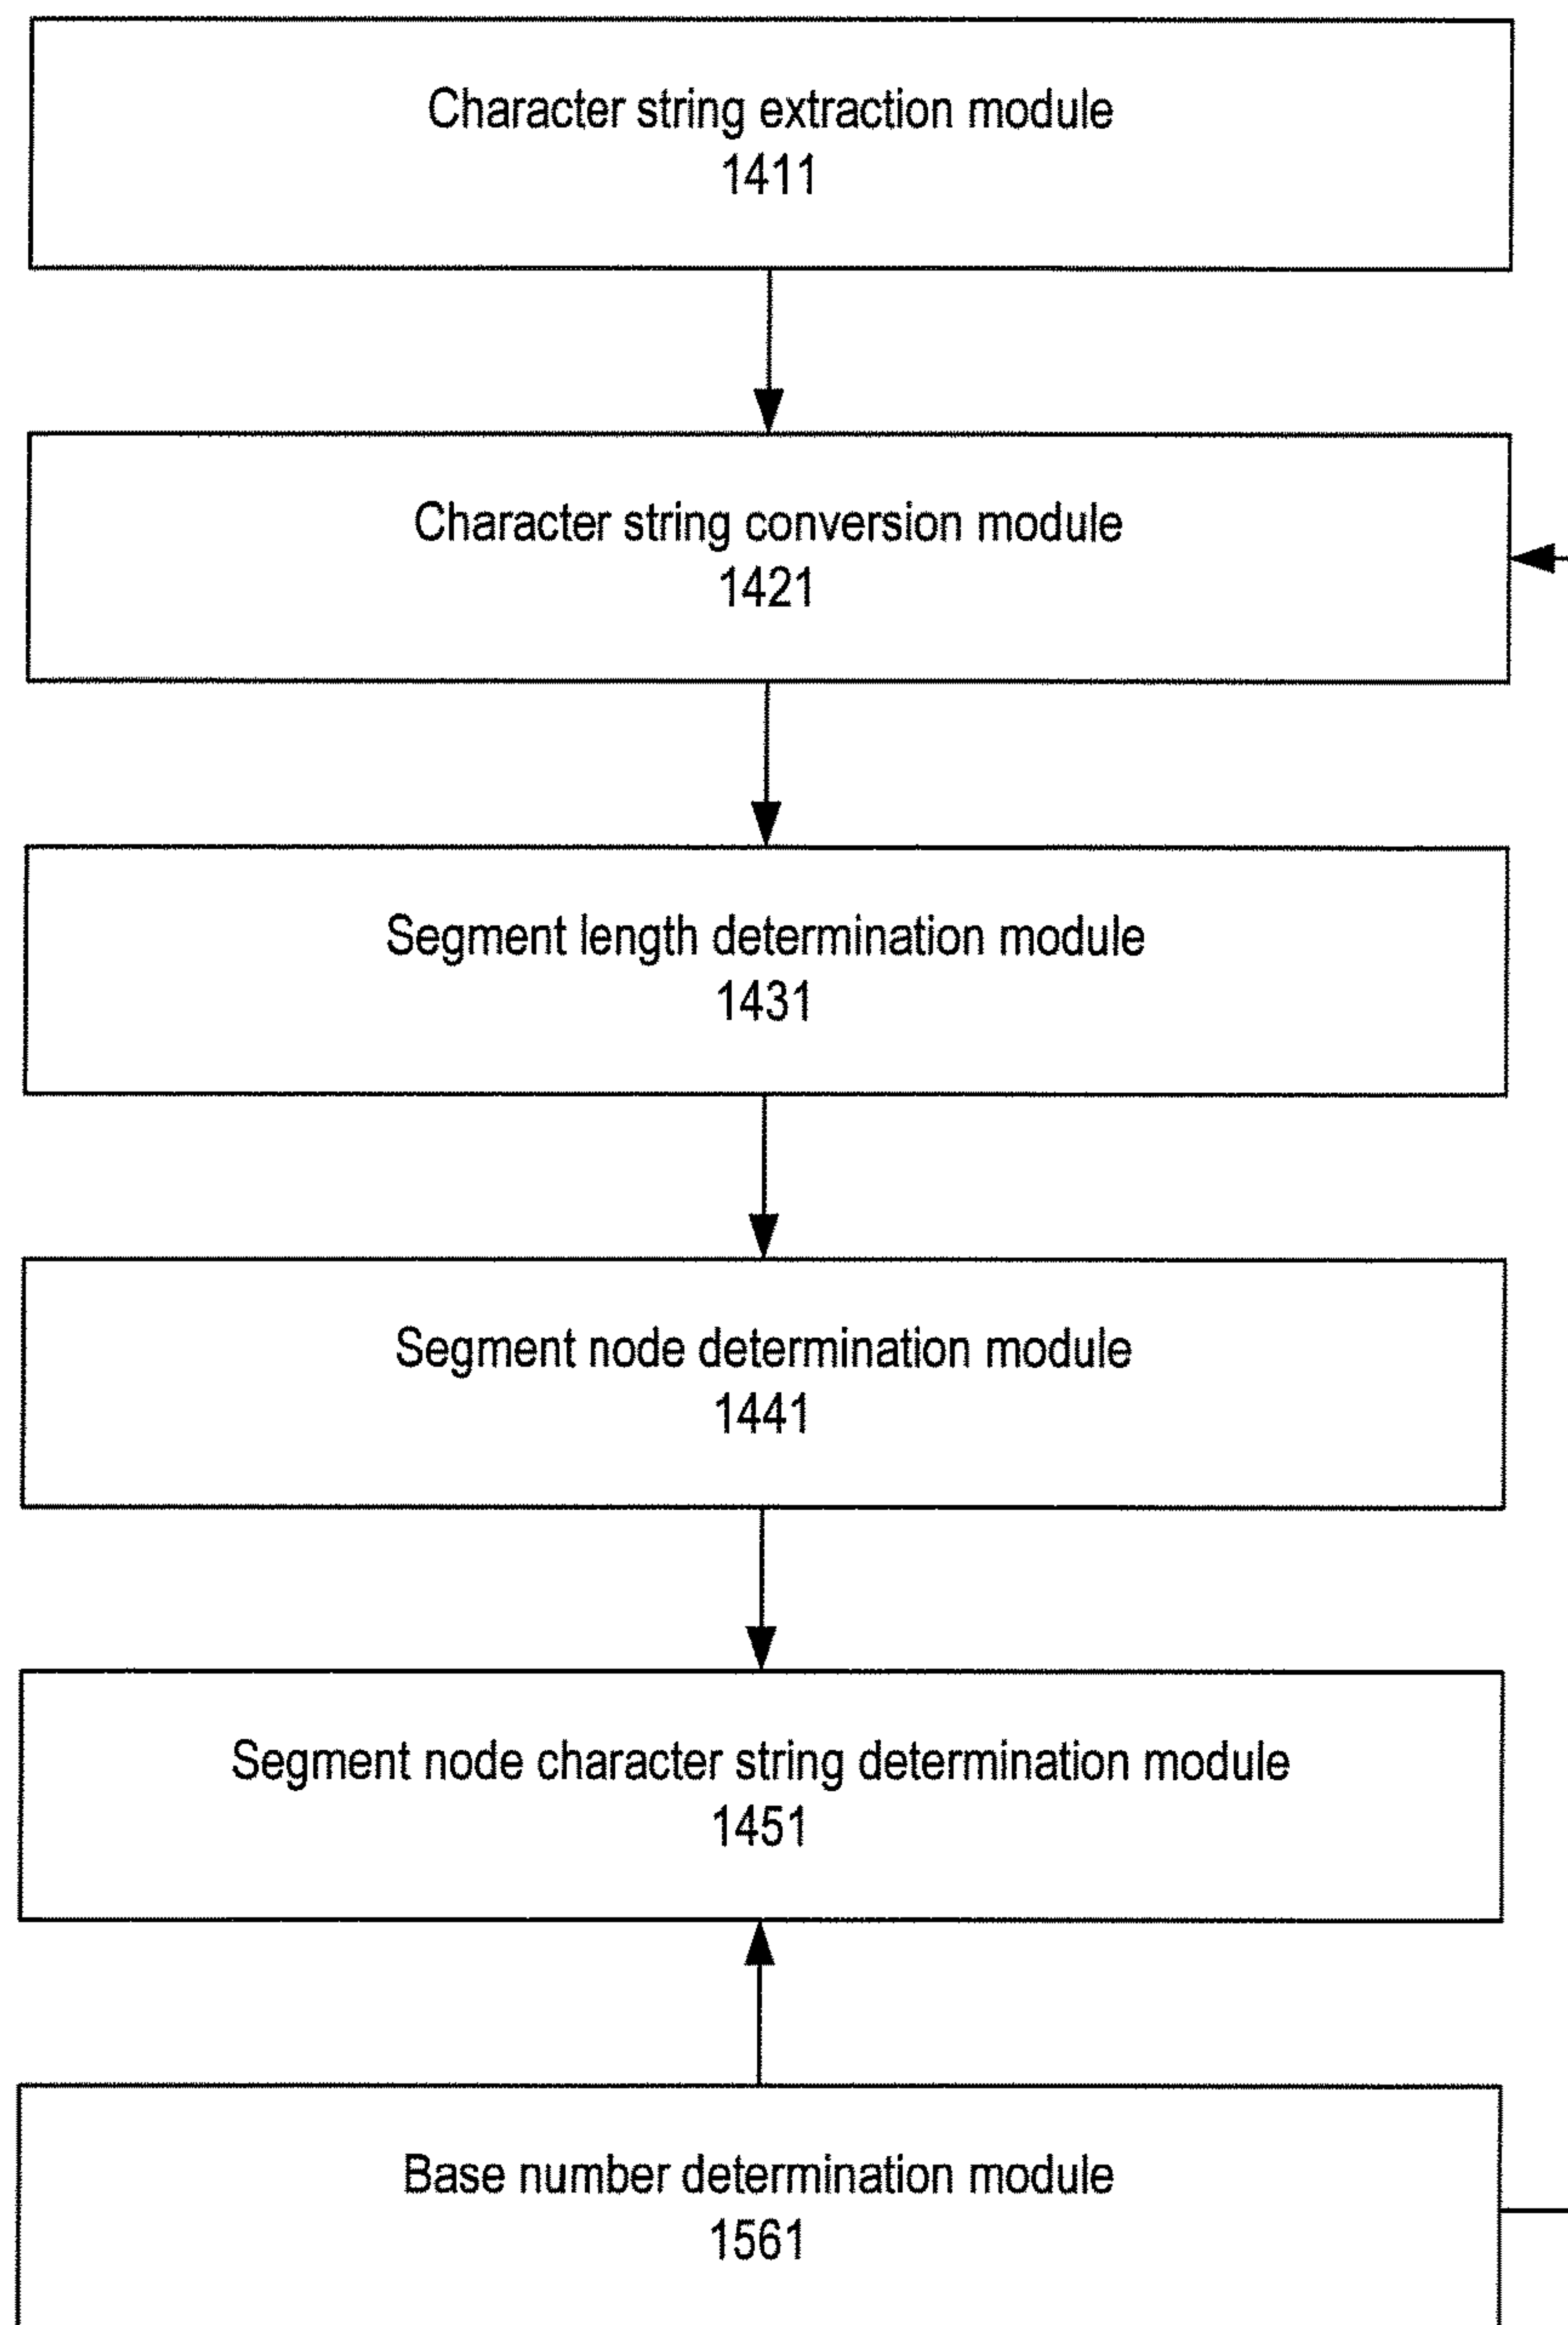 Character string extraction module
1411
Character string conversion module
1421
Segment length determination module
1431
Segment node determination module
1441
Segment node character string determination module
1451
Base number determination module
1561